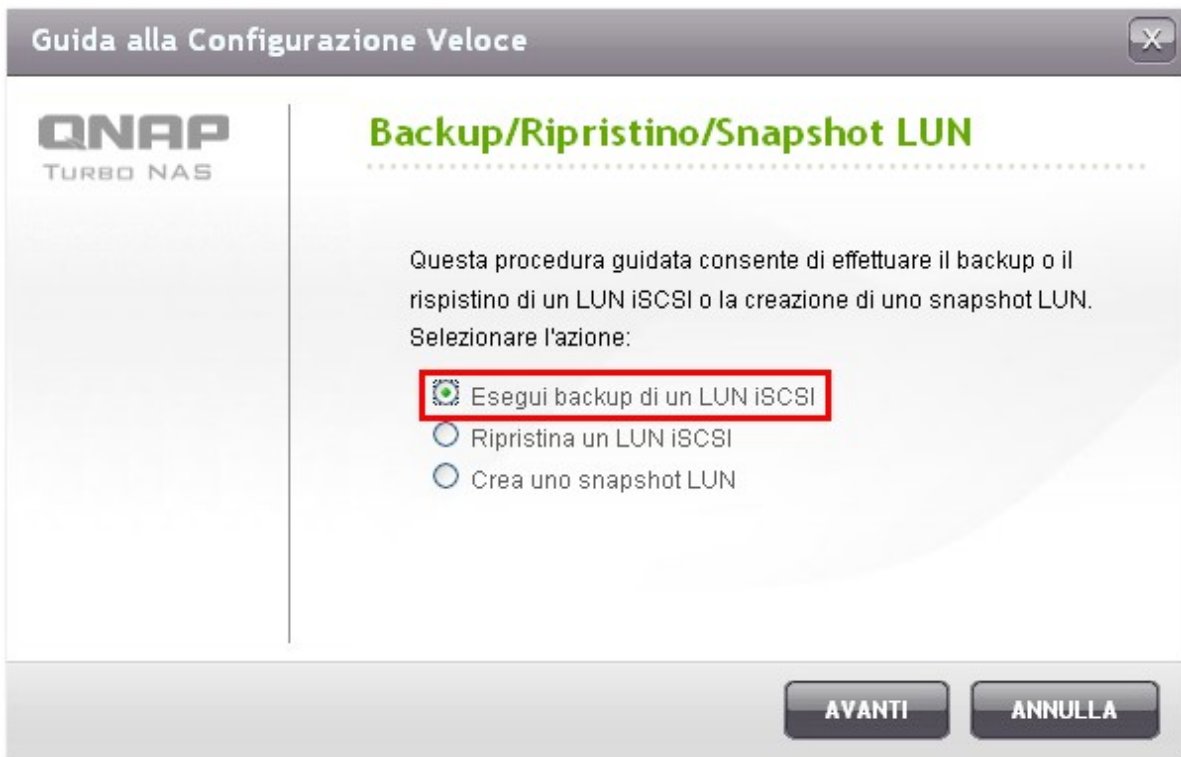 Guida alla Configurazione Veloce
X
QNAP
TURBO NAS
Backup/Ripristino/Snapshot LUN
Questa procedura guidata consente di effettuare il backup o il
rispistino di un LUN iSCSI o la creazione di uno snapshot LUN.
Selezionare l'azione:
Esegui backup di un LUN iSCSI
Ripristina un LUN iSCSI
Crea uno snapshot LUN
AVANTI
ANNULLA